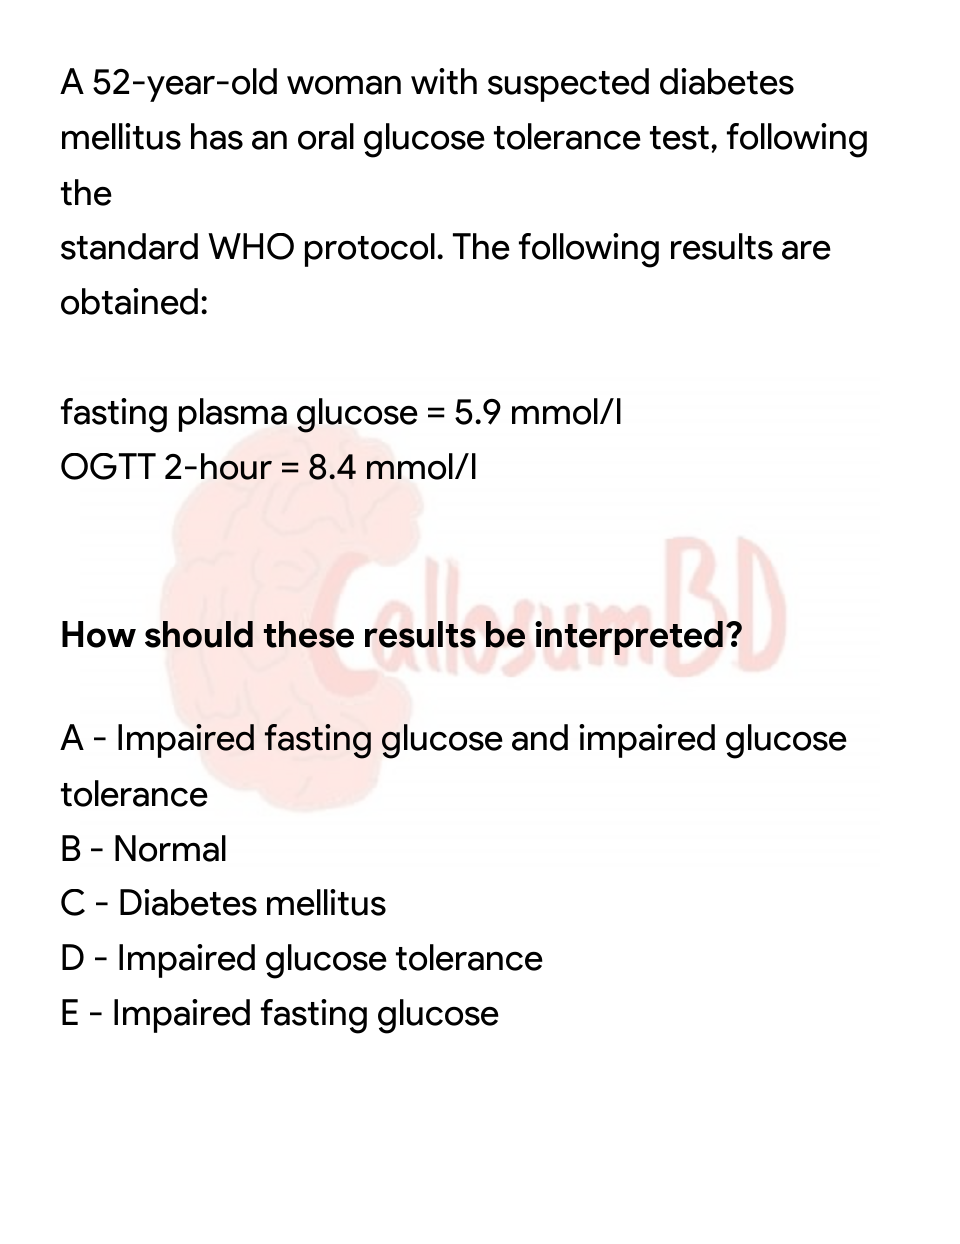 A 52-year-old woman with suspected diabetes
mellitus has an oral glucose tolerance test, following
the
standard WHO protocol. The following results are
obtained:
fasting plasma glucose = 5.9 mmol/l
OGTT 2-hour = 8.4 mmol/l
CallosumBD
How should these results be interpreted?
A - Impaired fasting glucose and impaired glucose
tolerance
B - Normal
C - Diabetes mellitus
D - Impaired glucose tolerance
E - Impaired fasting glucose